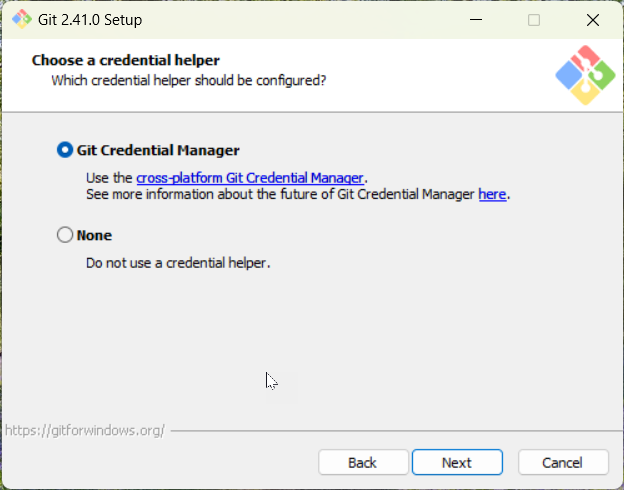 Git 2.41.0 Setup
Choose a credential helper
Which credential helper should be configured?
Git Credential Manager
Use the cross-platform Git Credential Manager.
See more information about the future of Git Credential Manager here.
None
Do not use a credential helper.
https://gitforwindows.org/
Back Next Cancel